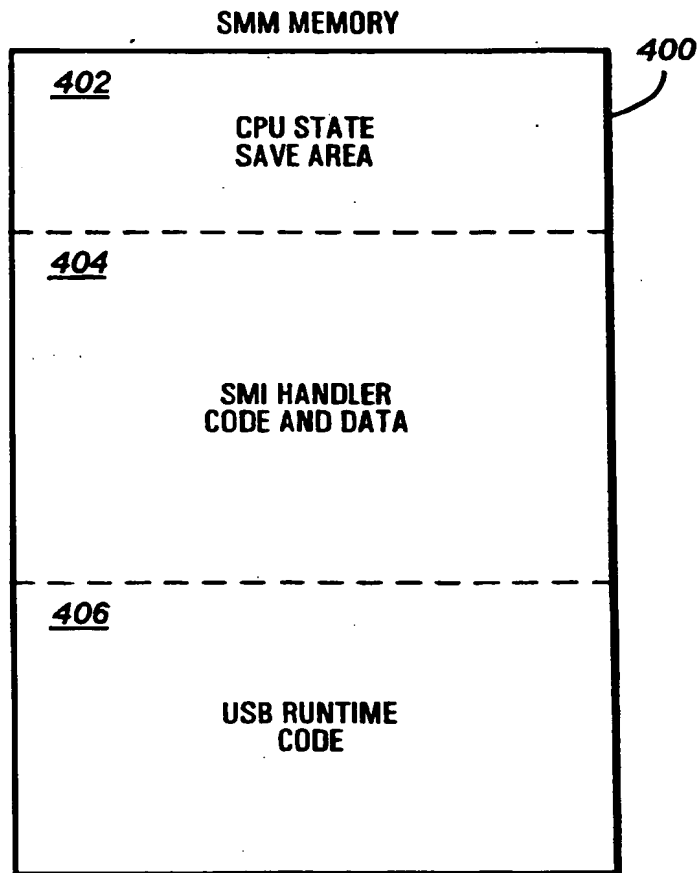 SMM MEMORY
400
402
CPU STATE
SAVE AREA
404
SMI HANDLER
CODE AND DATA
406
USB RUNTIME
CODE